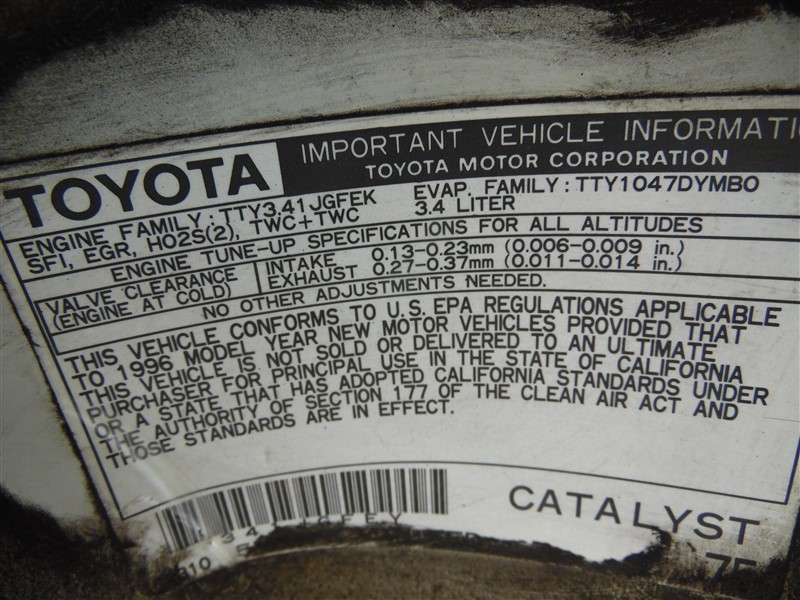 TOYOTA
IMPORTANT VEHICLE INFORMATI
TOYOTA MOTOR CORPORATION
ENGINE FAMILY: TTY3.41JGFEK EVAP. FAMILY: TTY1047DYMBO
SFI, EGR, HO2S(2), TWC+TWC 3.4 LITER
ENGINE TUNE-UP SPECIFICATIONS FOR ALL ALTITUDES
VALVE CLEARANCE INTAKE 0.13-0.23mm (0.006-0.009 in.)
(ENGINE AT COLD) EXHAUST 0.27-0.37mm (0.011-0.014 in.)
NO OTHER ADJUSTMENTS NEEDED.
THIS VEHICLE CONFORMS TO U.S. EPA REGULATIONS APPLICABLE
TO 1996 MODEL YEAR NEW MOTOR VEHICLES PROVIDED THAT
THIS VEHICLE IS NOT SOLD OR DELIVERED TO AN ULTIMATE
PURCHASER FOR PRINCIPAL USE IN THE STATE OF CALIFORNIA
OR A STATE THAT HAS ADOPTED CALIFORNIA STANDARDS UNDER
THE AUTHORITY OF SECTION 177 OF THE CLEAN AIR ACT AND
THOSE STANDARDS ARE IN EFFECT.
CATALYST